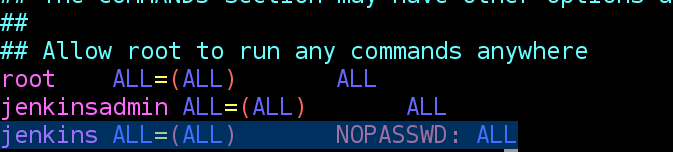 ## The COMMANDS section may have other options a
##
## Allow root to run any commands anywhere
root    ALL=(ALL)       ALL
jenkinsadmin ALL=(ALL)       ALL
jenkins ALL=(ALL)       NOPASSWD: ALL